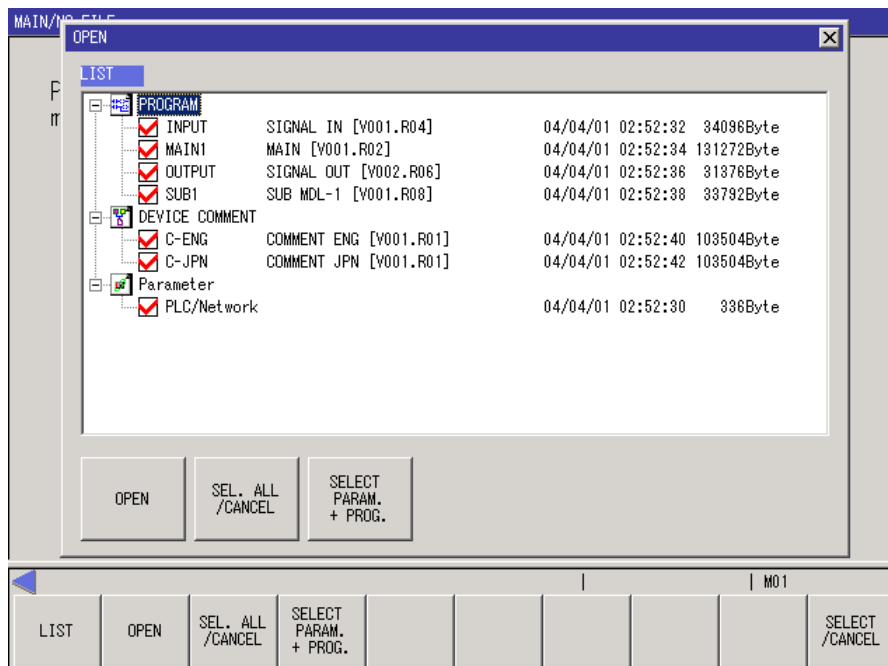 MAIN/NO FILE
OPEN
LIST
P
m
PROGRAM
INPUT SIGNAL IN [V001.R04] 04/04/01 02:52:32 34096Byte
MAIN1 MAIN [V001.R02] 04/04/01 02:52:34 131272Byte
OUTPUT SIGNAL OUT [V002.R06] 04/04/01 02:52:36 31376Byte
SUB1 SUB MDL-1 [V001.R08] 04/04/01 02:52:38 33792Byte
DEVICE COMMENT
C-ENG COMMENT ENG [V001.R01] 04/04/01 02:52:40 103504Byte
C-JPN COMMENT JPN [V001.R01] 04/04/01 02:52:42 103504Byte
Parameter
PLC/Network 04/04/01 02:52:30 336Byte
OPEN
SEL. ALL
/CANCEL
SELECT
PARAM.
+ PROG.
M01
LIST
OPEN
SEL. ALL
/CANCEL
SELECT
PARAM.
+ PROG.
SELECT
/CANCEL